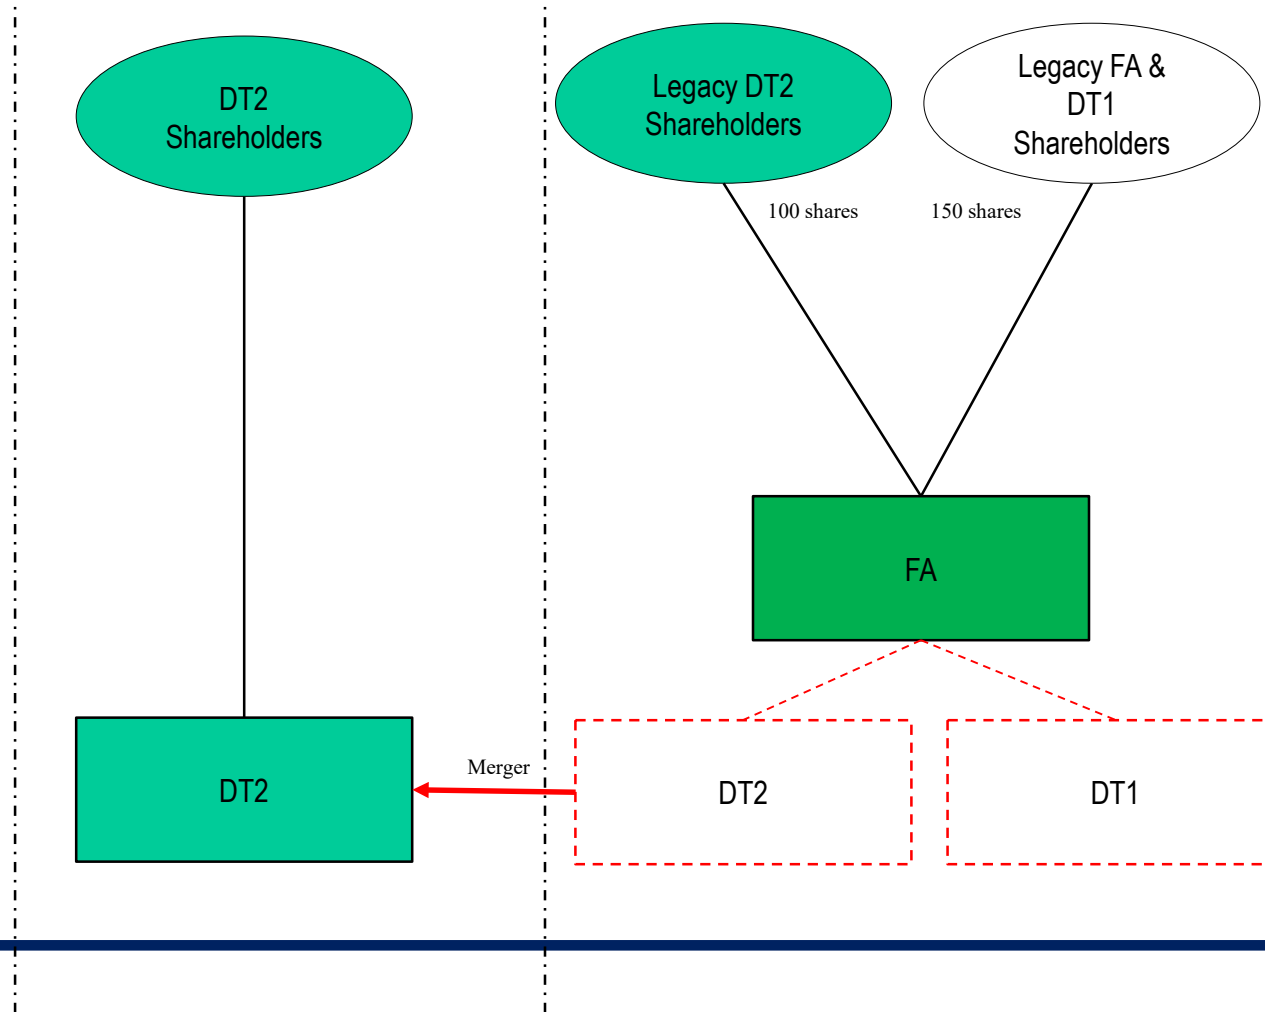 DT2
Shareholders
Legacy DT2
Shareholders
Legacy FA &
DT1
Shareholders
100 shares
150 shares
FA
DT2
Merger
DT2
DT1